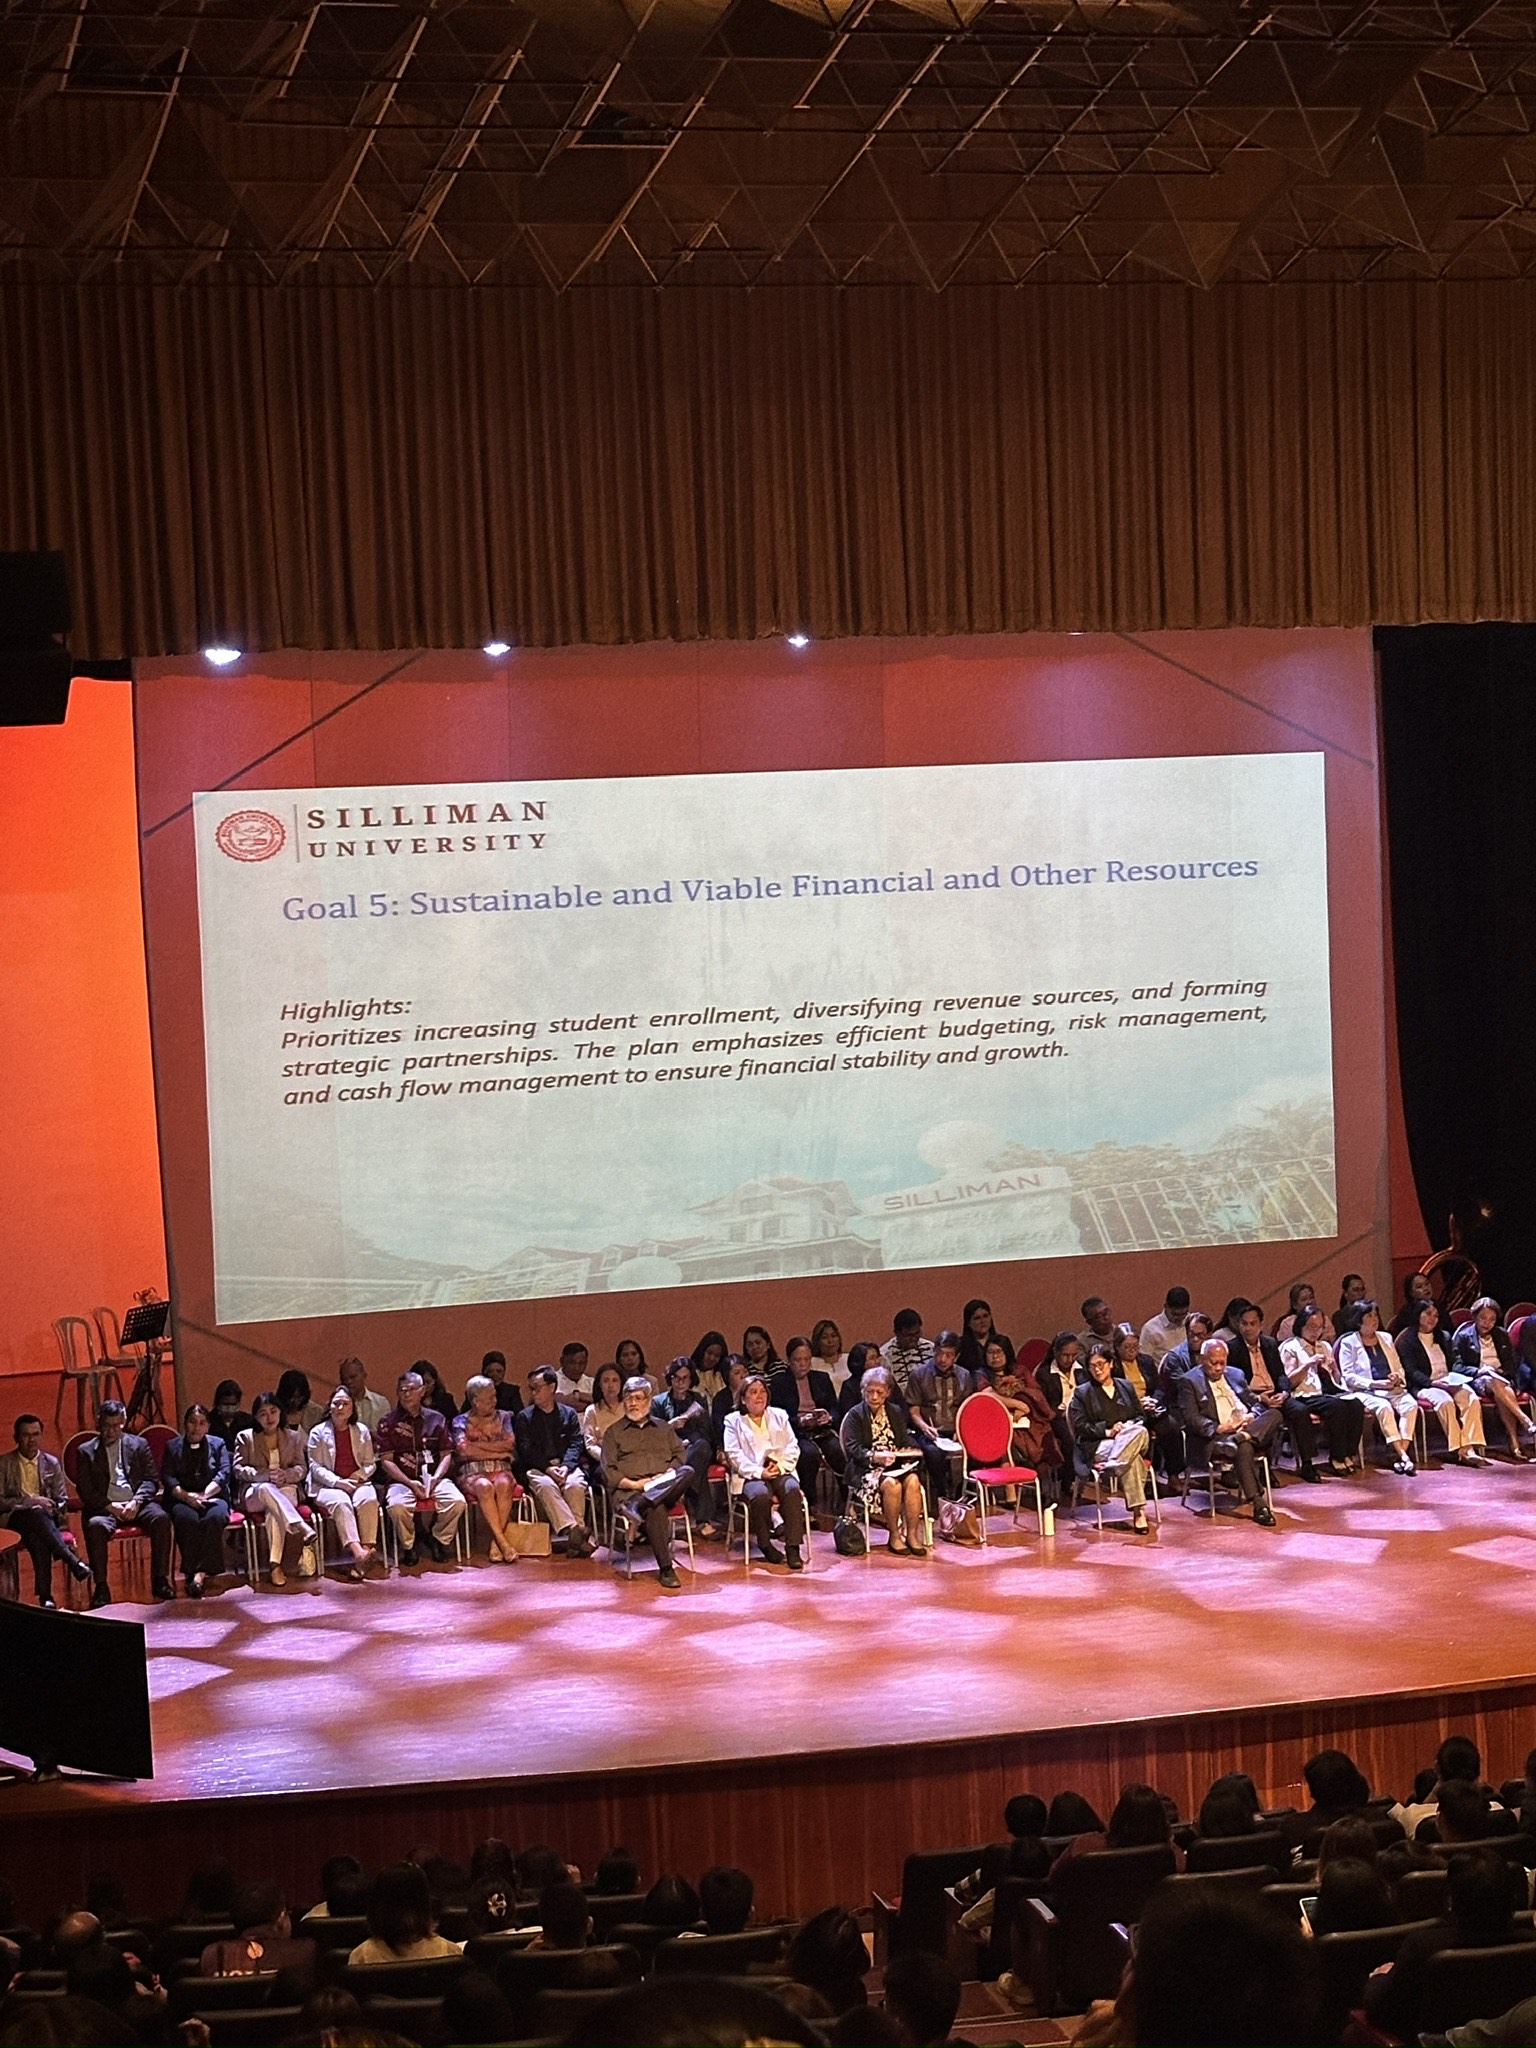 SILLIMAN
UNIVERSITY
Goal 5: Sustainable and Viable Financial and Other Resources
Highlights:
Prioritizes increasing student enrollment, diversifying revenue sources, and forming
strategic partnerships. The plan emphasizes efficient budgeting, risk management,
and cash flow management to ensure financial stability and growth.
SILLIMAN